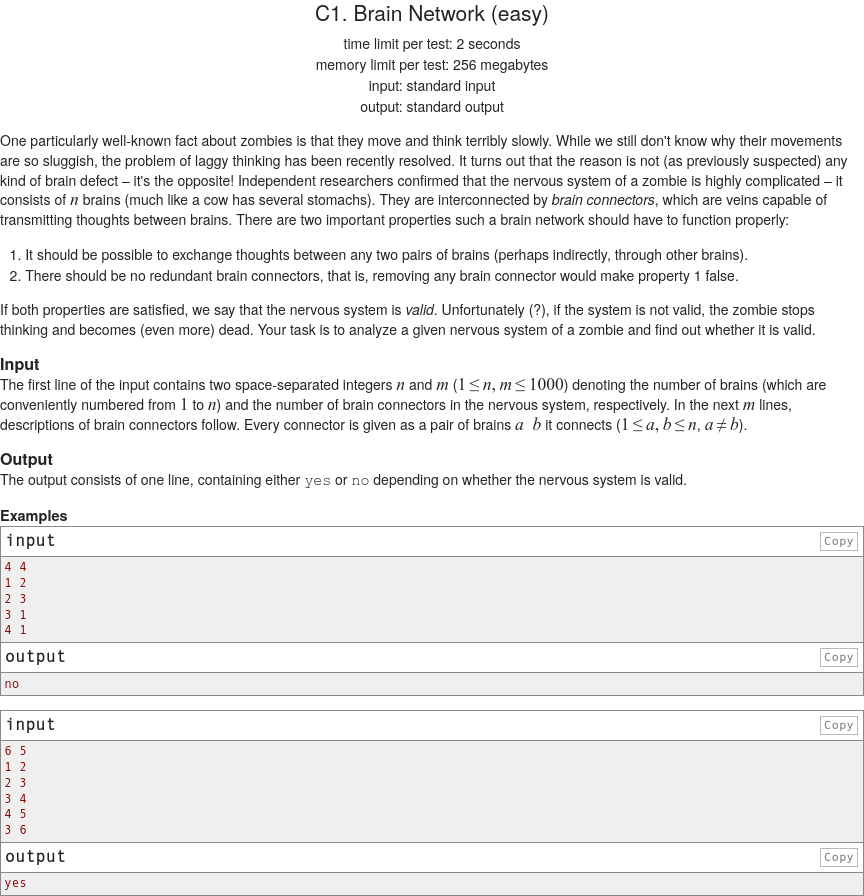 C1. Brain Network (easy)
time limit per test: 2 seconds
memory limit per test: 256 megabytes
input: standard input
output: standard output
One particularly well-known fact about zombies is that they move and think terribly slowly. While we still don't know why their movements
are so sluggish, the problem of laggy thinking has been recently resolved. It turns out that the reason is not (as previously suspected) any
kind of brain defect – it's the opposite! Independent researchers confirmed that the nervous system of a zombie is highly complicated – it
consists of n brains (much like a cow has several stomachs). They are interconnected by brain connectors, which are veins capable of
transmitting thoughts between brains. There are two important properties such a brain network should have to function properly:
1. It should be possible to exchange thoughts between any two pairs of brains (perhaps indirectly, through other brains).
2. There should be no redundant brain connectors, that is, removing any brain connector would make property 1 false.
If both properties are satisfied, we say that the nervous system is valid. Unfortunately (?), if the system is not valid, the zombie stops
thinking and becomes (even more) dead. Your task is to analyze a given nervous system of a zombie and find out whether it is valid.
Input
The first line of the input contains two space-separated integers n and m (1 ≤ n, m ≤ 1000) denoting the number of brains (which are
conveniently numbered from 1 to n) and the number of brain connectors in the nervous system, respectively. In the next m lines,
descriptions of brain connectors follow. Every connector is given as a pair of brains a b it connects (1 ≤ a, b ≤ n, a ≠ b).
Output
The output consists of one line, containing either yes or no depending on whether the nervous system is valid.
Examples
input Copy
4 4
1 2
2 3
3 1
4 1
output Copy
no
input Copy
6 5
1 2
2 3
3 4
4 5
3 6
output Copy
yes